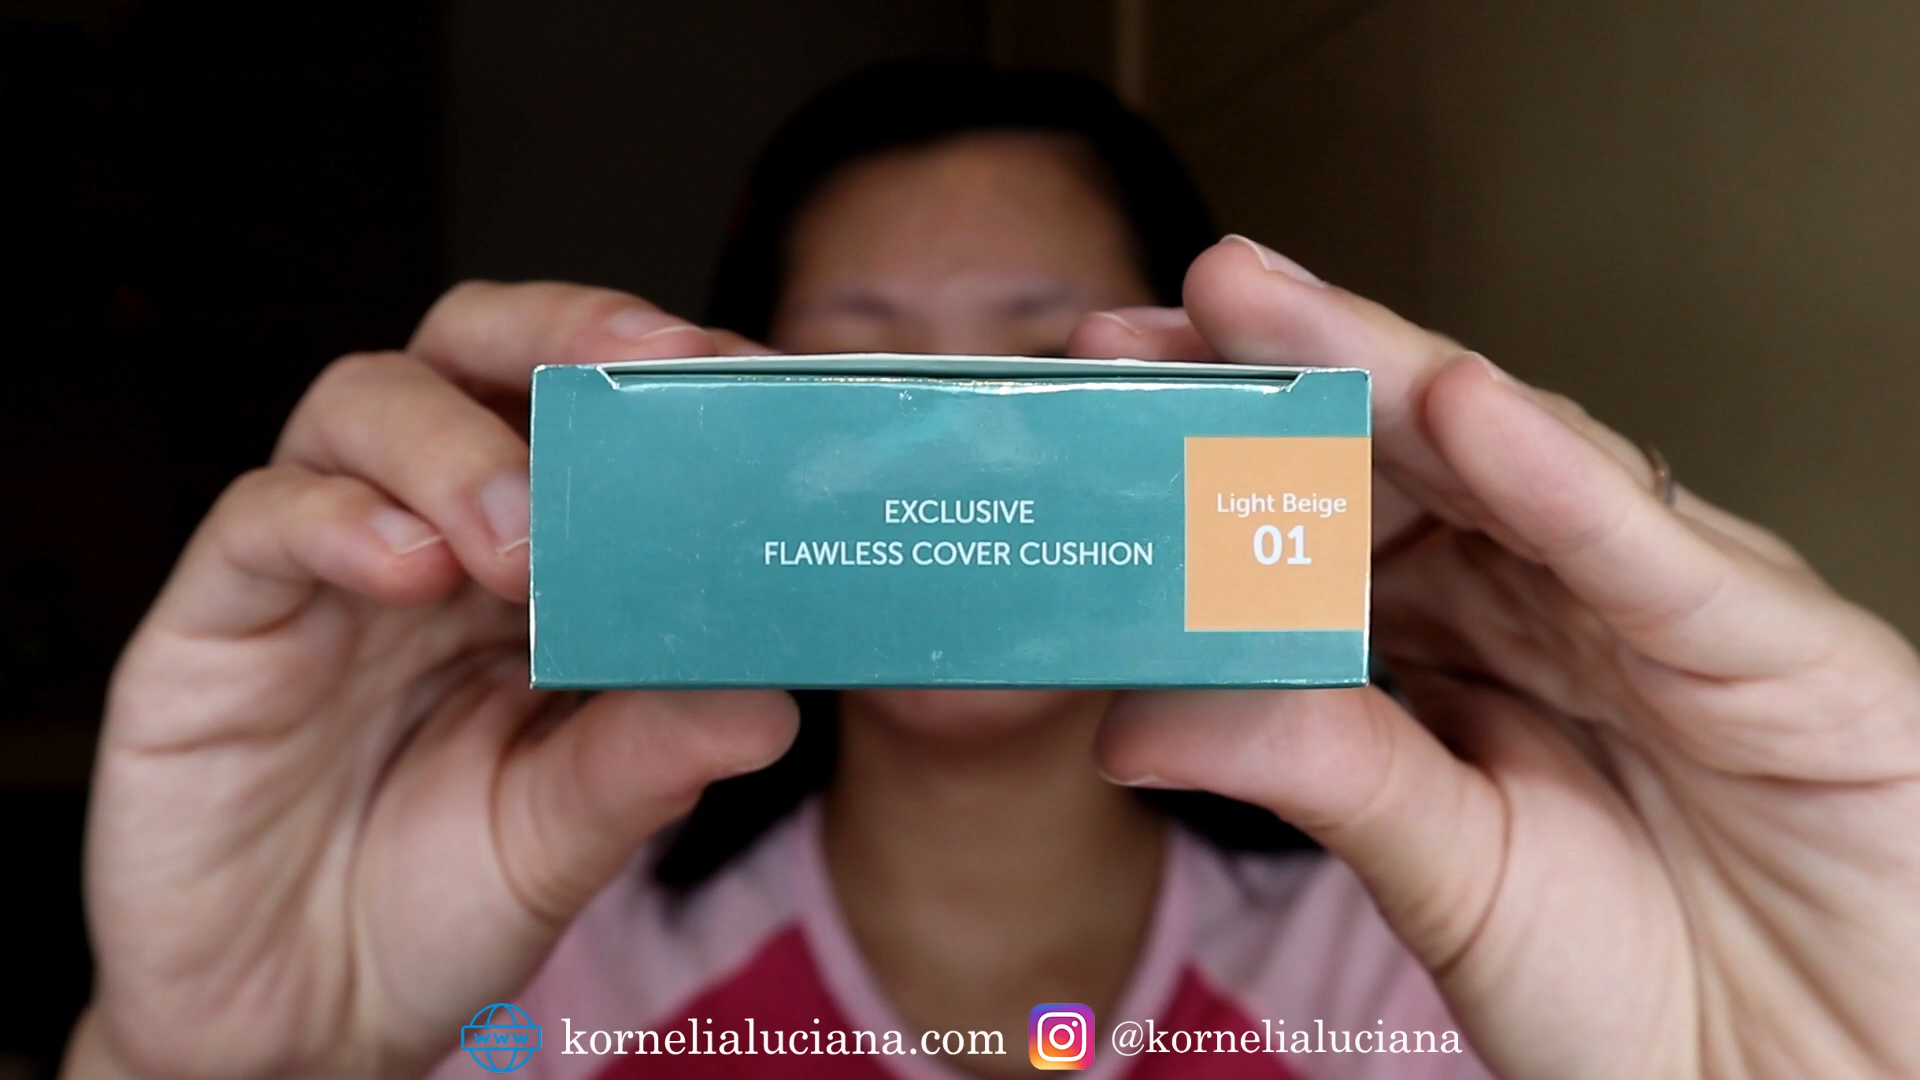 EXCLUSIVE
FLAWLESS COVER CUSHION
Light Beige
01
www kornelialuciana.com @kornelialuciana